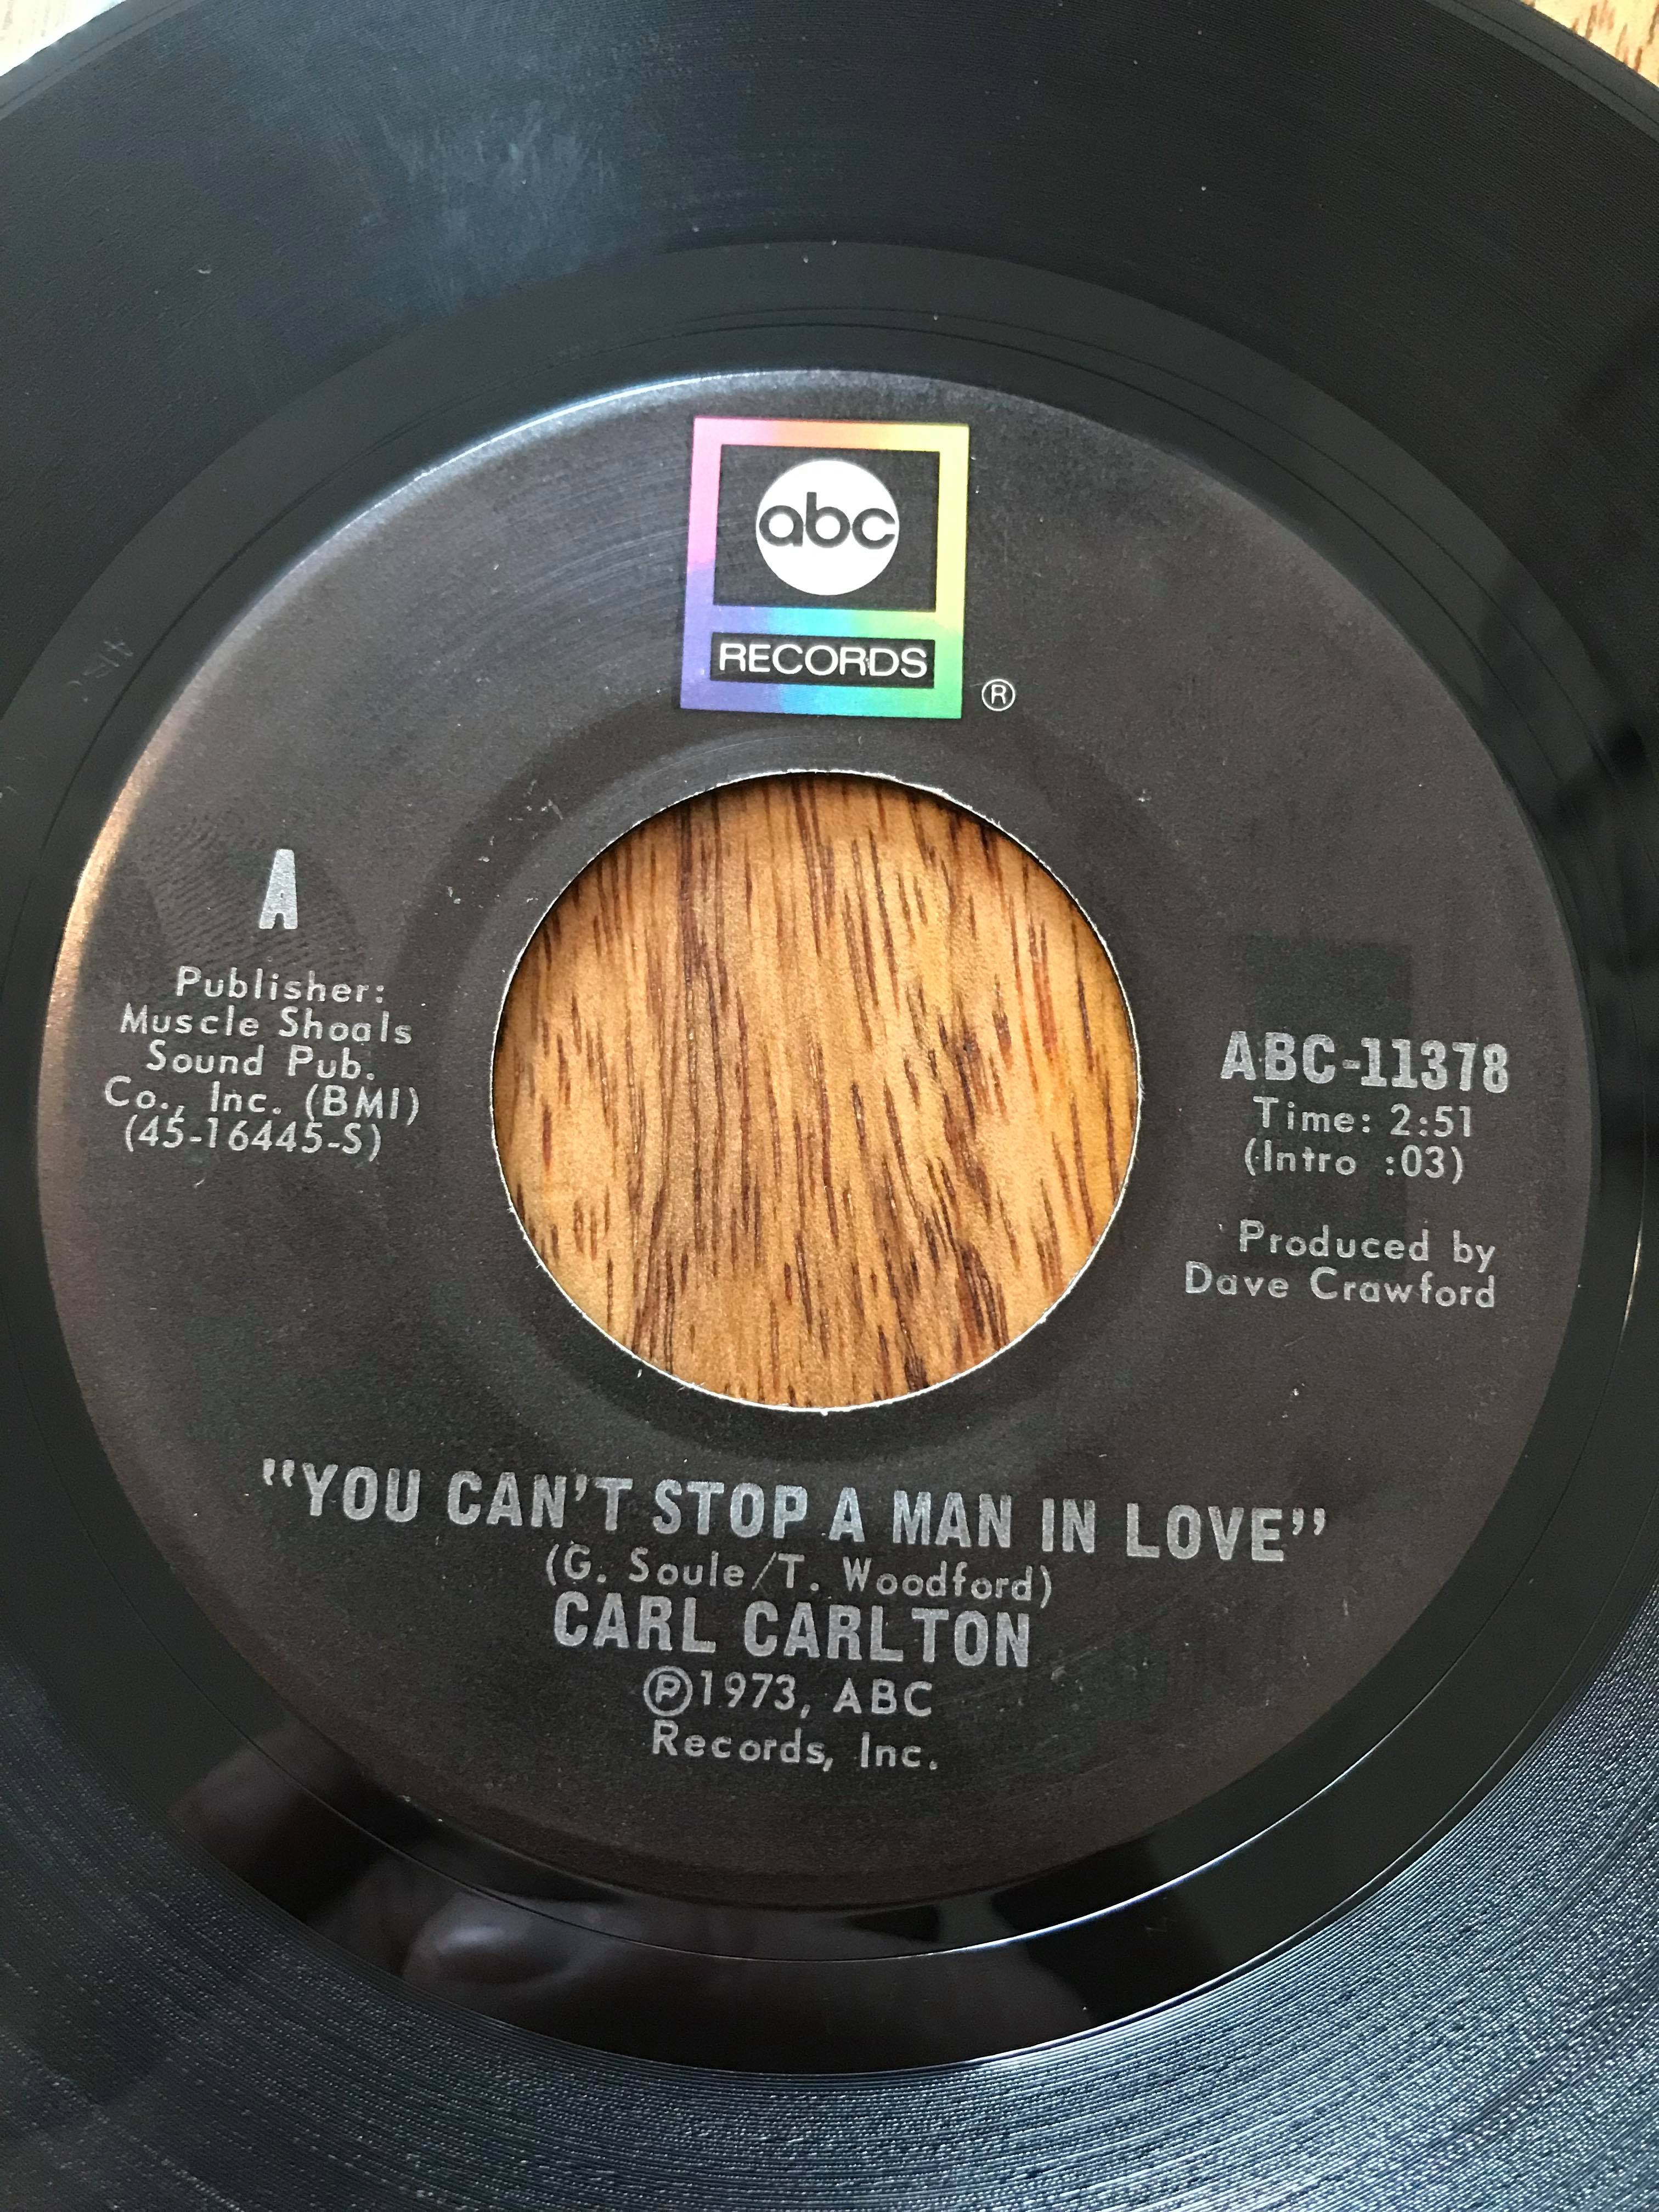 abc
RECORDS
®
A
Publisher:
Muscle Shoals
Sound Pub.
Co., Inc. (BMI)
(45-16445-S)
ABC-11378
Time: 2:51
(Intro :03)
Produced by
Dave Crawford
"YOU CAN'T STOP A MAN IN LOVE"
(G. Soule/T. Woodford)
CARL CARLTON
℗1973, ABC
Records, Inc.